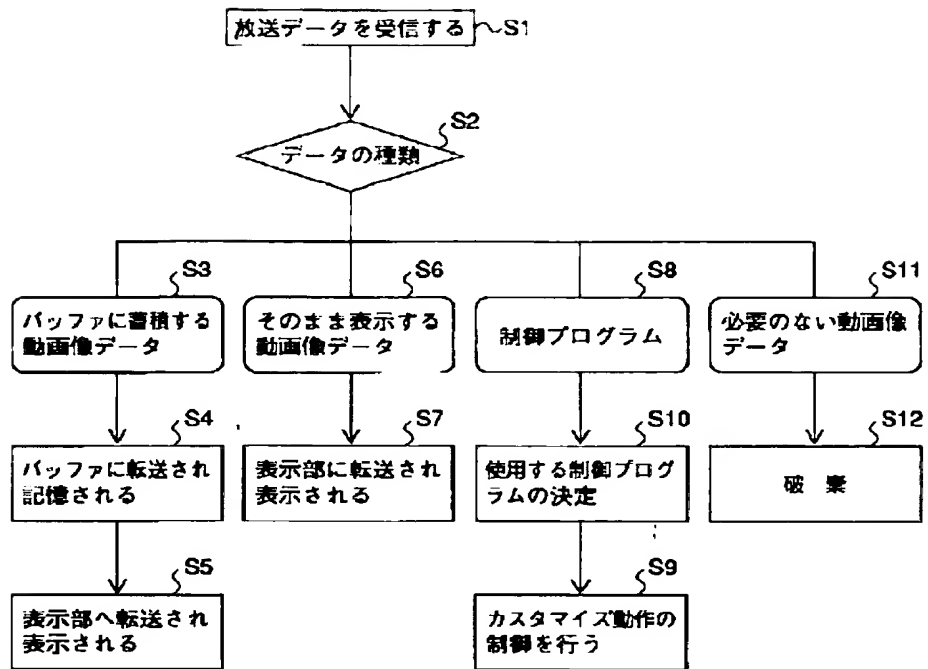 放送データを受信する
S1
S2
データの種類
S3
バッファに蓄積する
動画像データ
S6
そのまま表示する
動画像データ
S8
制御プログラム
S11
必要のない動画像
データ
S4
バッファに転送され
記憶される
S7
表示部に転送され
表示される
S10
使用する制御プログ
ラムの決定
S12
破棄
S5
表示部へ転送され
表示される
S9
カスタマイズ動作の
制御を行う